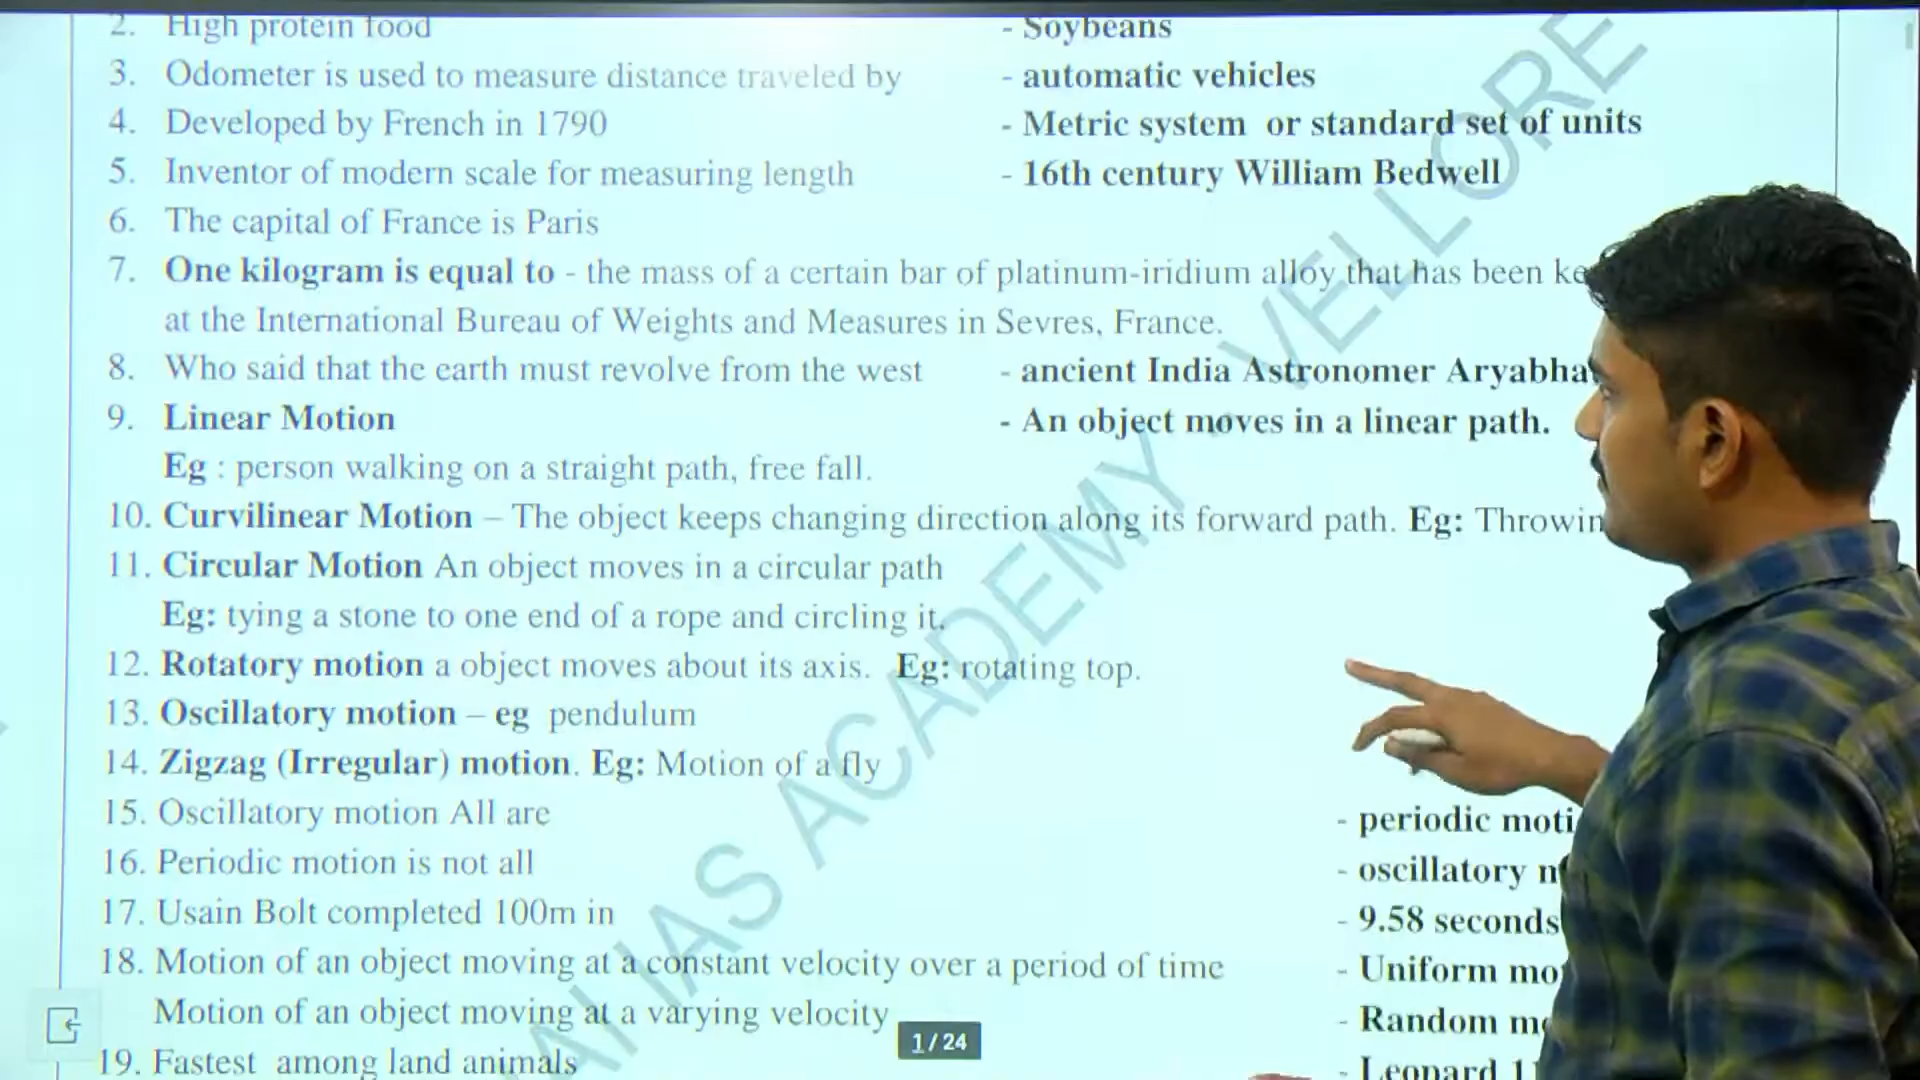 2. High protein food - Soybeans
3. Odometer is used to measure distance traveled by - automatic vehicles
4. Developed by French in 1790 - Metric system or standard set of units
5. Inventor of modern scale for measuring length - 16th century William Bedwell
6. The capital of France is Paris
7. One kilogram is equal to - the mass of a certain bar of platinum-iridium alloy that has been
at the International Bureau of Weights and Measures in Sevres, France.
8. Who said that the earth must revolve from the west - ancient India Astronomer
9. Linear Motion - An object moves in a linear path.
Eg : person walking on a straight path, free fall.
10. Curvilinear Motion – The object keeps changing direction along its forward path. Eg:
11. Circular Motion An object moves in a circular path
Eg: tying a stone to one end of a rope and circling it.
12. Rotatory motion a object moves about its axis. Eg: rotating top.
13. Oscillatory motion – eg pendulum
14. Zigzag (Irregular) motion. Eg: Motion of a fly
15. Oscillatory motion All are - periodic
16. Periodic motion is not all - oscillatory
17. Usain Bolt completed 100m in - 9.58 seconds
18. Motion of an object moving at a constant velocity over a period of time - Uniform
Motion of an object moving at a varying velocity - Random
1 / 24
19. Fastest among land animals - Leopard
IAS ACADEMY - VELLORE